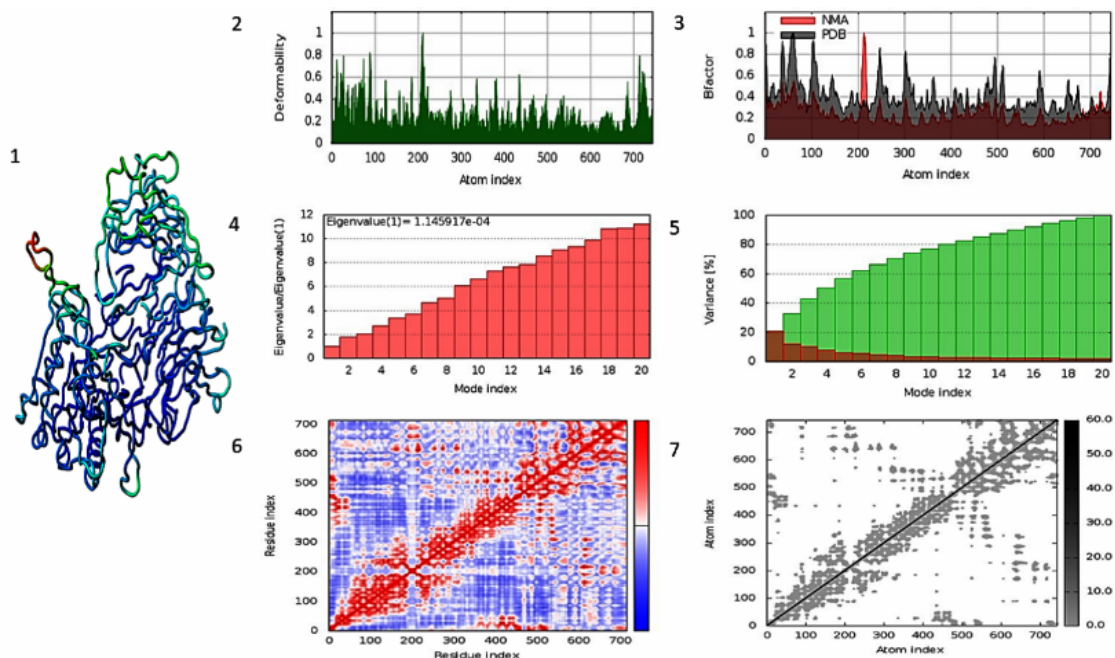 1
2
Deformability
1
0.8
0.6
0.4
0.2
0
0 100 200 300 400 500 600 700
Atom index
3
NMA
PDB
Bfactor
1
0.8
0.6
0.4
0.2
0
0 100 200 300 400 500 600 700
Atom index
4
Eigenvalue(1)= 1.145917e-04
Eigenvalue/Eigenvalue(1)
12
10
8
6
4
2
0
2 4 6 8 10 12 14 16 18 20
Mode index
5
Variance [%]
100
80
60
40
20
0
2 4 6 8 10 12 14 16 18 20
Mode index
6
Residue index
700
600
500
400
300
200
100
0
0 100 200 300 400 500 600 700
Residue index
7
Atom index
700
600
500
400
300
200
100
0
0 100 200 300 400 500 600 700
Atom index
60.0
50.0
40.0
30.0
20.0
10.0
0.0